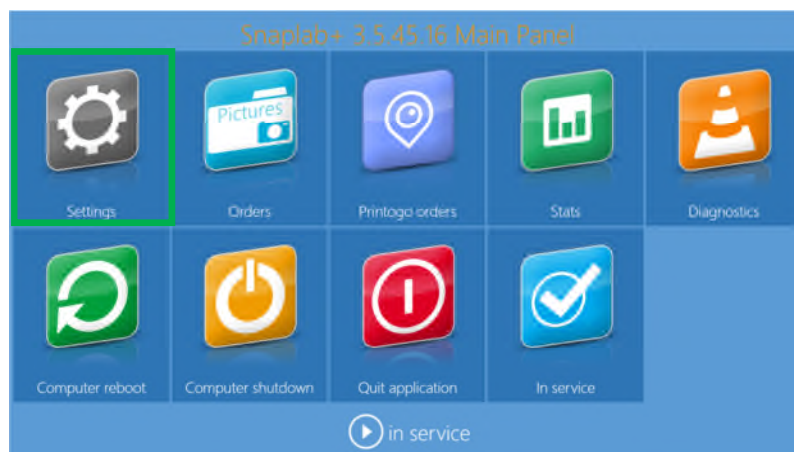 Snaplab+ 3.5.45.16 Main Panel
Pictures
Settings
Orders
Printogo orders
Stats
Diagnostics
Computer reboot
Computer shutdown
Quit application
In service
in service